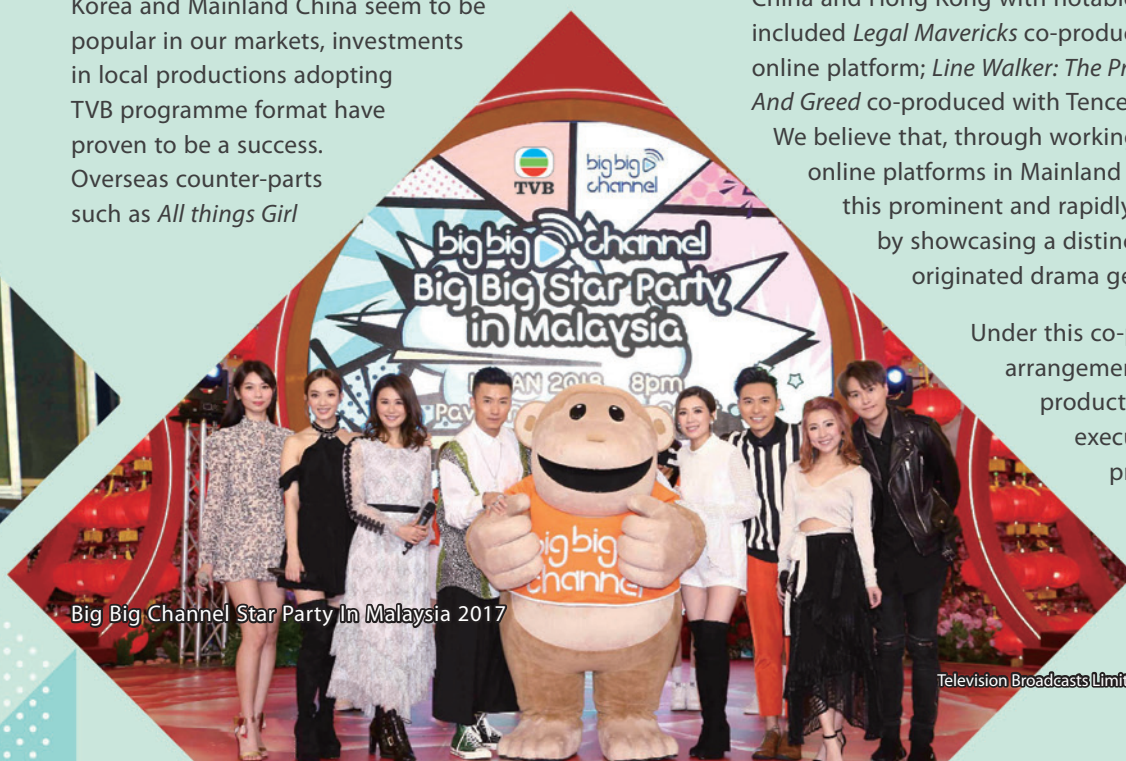 Korea and Mainland China seem to be
popular in our markets, investments
in local productions adopting
TVB programme format have
proven to be a success.
Overseas counter-parts
such as All things Girl
China and Hong Kong with notable
included Legal Mavericks co-produc
online platform; Line Walker: The Pr
And Greed co-produced with Tence
We believe that, through working
online platforms in Mainland
this prominent and rapidly
by showcasing a distinc
originated drama ge
Under this co-
arrangemen
product
execu
pr
TVB
big big channel
big big channel
Big Big Star Party
in Malaysia
JAN 2018 8pm
big big
channel
Big Big Channel Star Party In Malaysia 2017
Television Broadcasts Limit